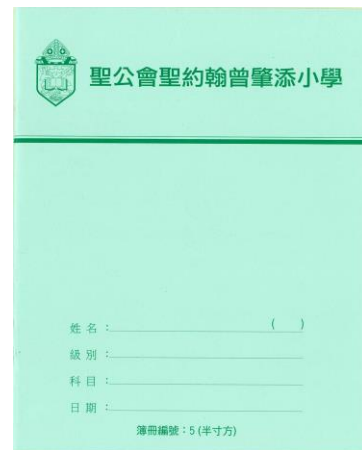 聖公會聖約翰曾肇添小學
姓名：( )
級別：
科目：
日期：
簿冊編號：5 (半寸方)